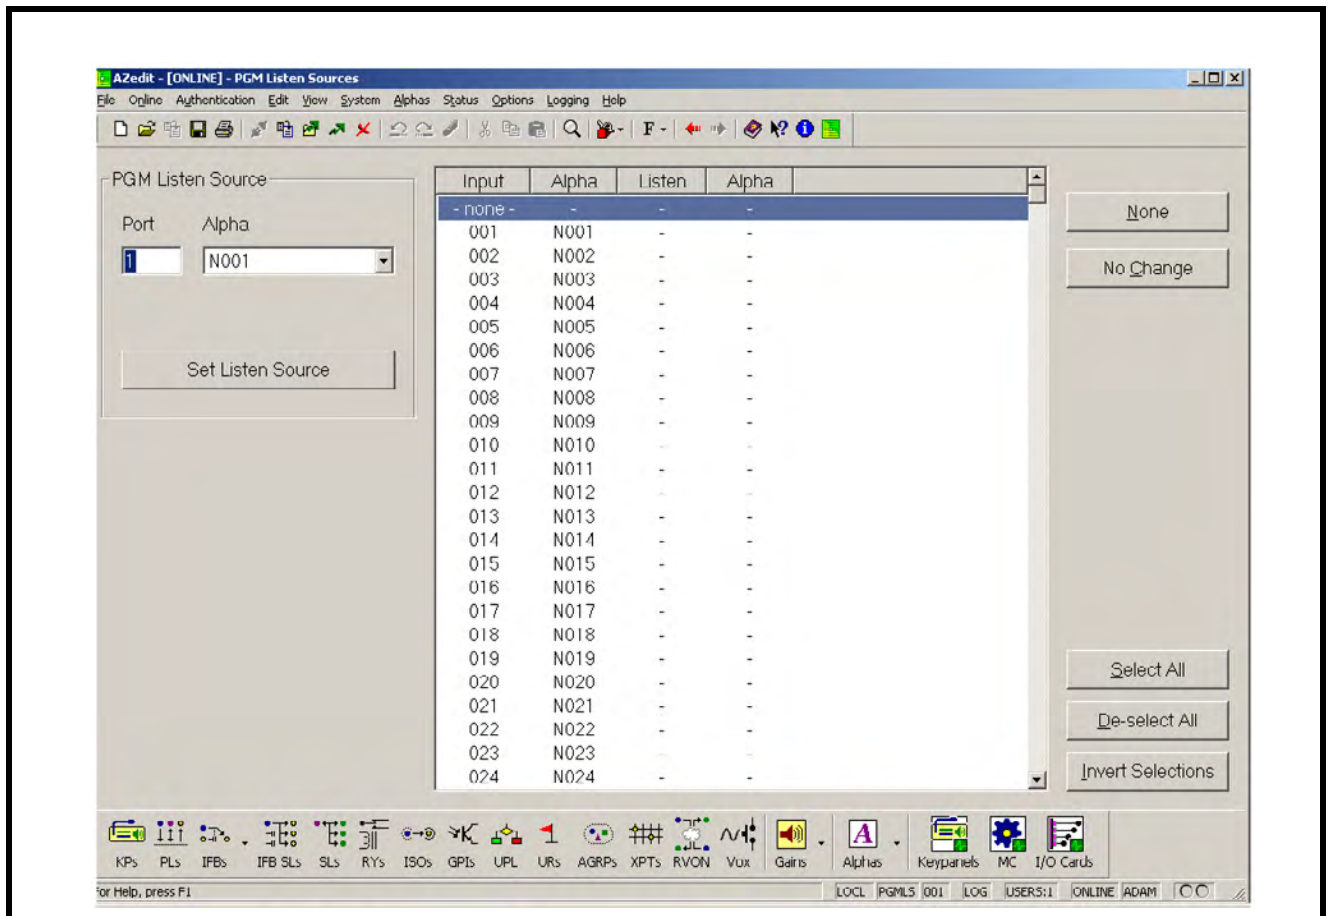 AZedit - [ONLINE] - PGM Listen Sources
File Online Authentication Edit View System Alphas Status Options Logging Help
PGM Listen Source
Port Alpha
1 N001
Set Listen Source
Input Alpha Listen Alpha
- none - - - -
001 N001 - -
002 N002 - -
003 N003 - -
004 N004 - -
005 N005 - -
006 N006 - -
007 N007 - -
008 N008 - -
009 N009 - -
010 N010 - -
011 N011 - -
012 N012 - -
013 N013 - -
014 N014 - -
015 N015 - -
016 N016 - -
017 N017 - -
018 N018 - -
019 N019 - -
020 N020 - -
021 N021 - -
022 N022 - -
023 N023 - -
024 N024 - -
None
No Change
Select All
De-select All
Invert Selections
KPs PLs IFBs IFB SLs SLs RYs ISOs GPIs UPL URs AGRPs XPTs RVON Vox Gains Alphas Keypanels MC I/O Cards
or Help, press F1 LOCL PGMLS 001 LOG USERS:1 ONLINE ADAM